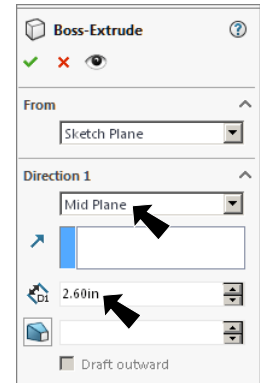 Boss-Extrude
From
Sketch Plane
Direction 1
Mid Plane
D1 2.60in
Draft outward